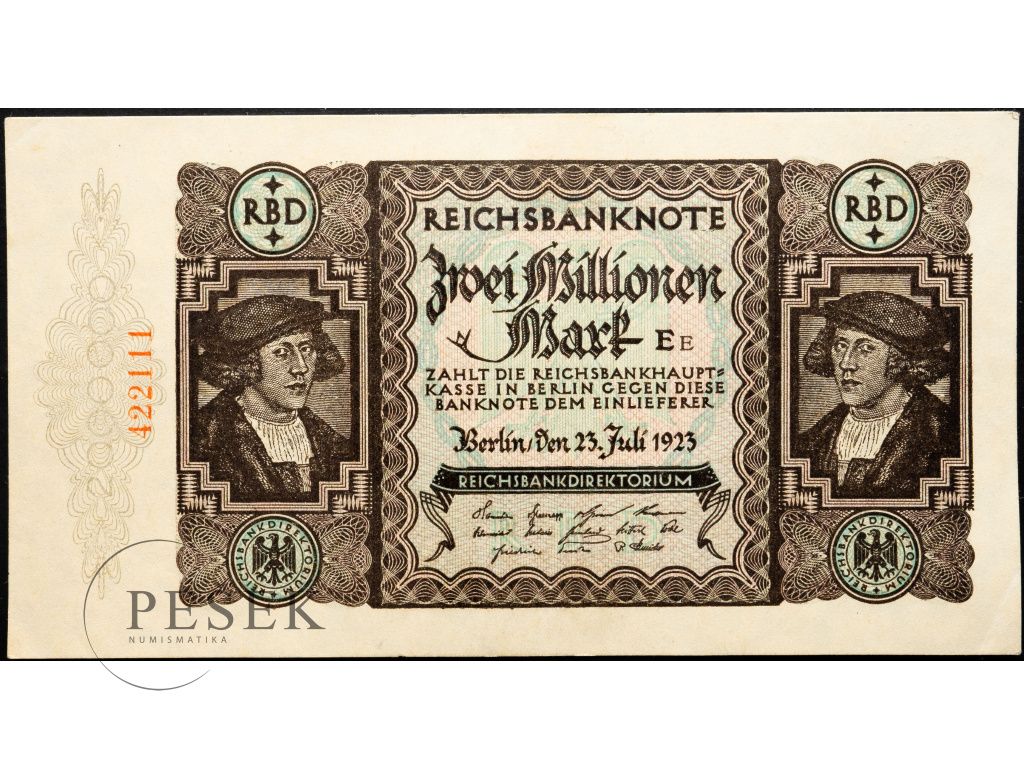 RBD
REICHSBANKNOTE
Zwei Millionen
Mark E E
ZAHLT DIE REICHSBANKHAUPT=
KASSE IN BERLIN GEGEN DIESE
BANKNOTE DEM EINLIEFERER
Berlin, den 23. Juli 1923
REICHSBANKDIREKTORIUM
RBD
422111
REICHSBANKDIREKTORIUM
REICHSBANKDIREKTORIUM
PESEK
NUMISMATIKA